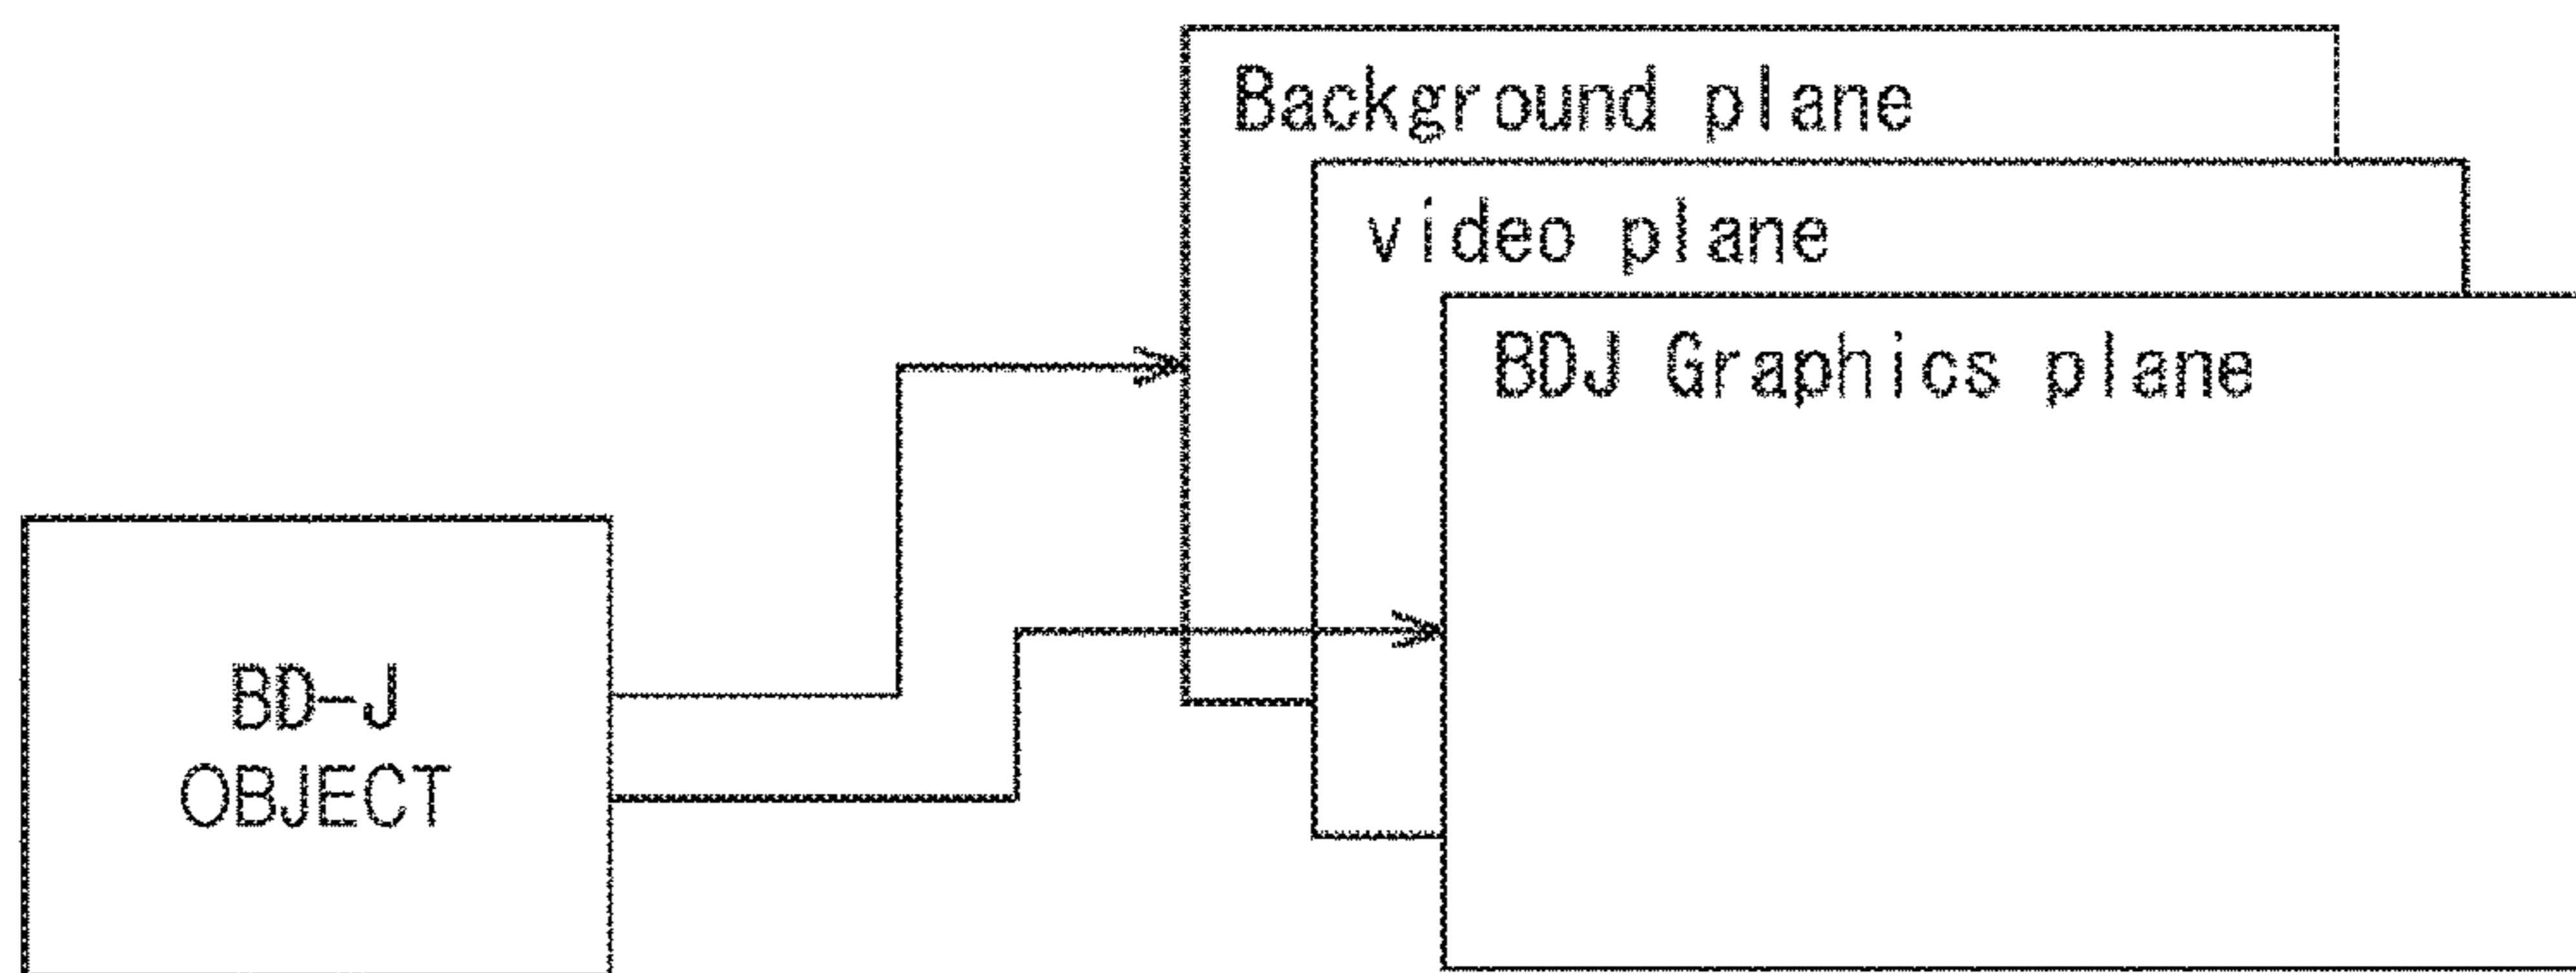 Background plane
video plane
BDJ Graphics plane
BD-J
OBJECT